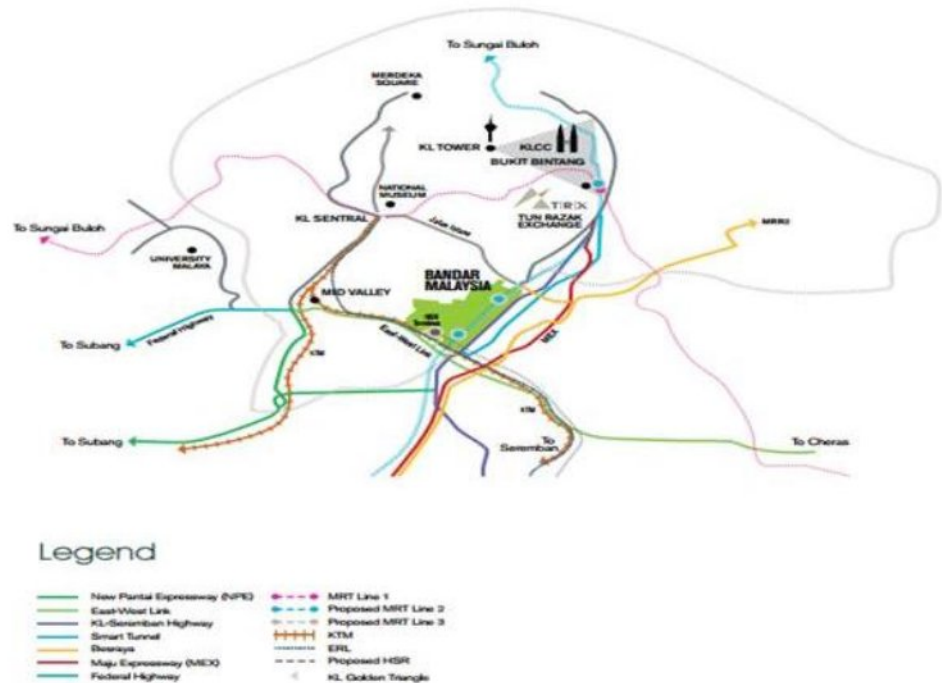 To Sungai Buloh
MERDEKA
SQUARE
KL TOWER
KLCC
BUKIT BINTANG
NATIONAL
MUSEUM
TRX
TUN RAZAK
EXCHANGE
KL SENTRAL
Jalan Istana
To Sungai Buloh
MRR2
UNIVERSITY
MALAYA
BANDAR
MALAYSIA
MID VALLEY
Federal Highway
To Subang
East-West Link
MEX
KTM
KTM
To Subang
To
Seremban
To Cheras
Legend
New Pantai Expressway (NPE)
East-West Link
KL-Seremban Highway
Smart Tunnel
Besraya
Maju Expressway (MEX)
Federal Highway
MRT Line 1
Proposed MRT Line 2
Proposed MRT Line 3
KTM
ERL
Proposed HSR
KL Golden Triangle